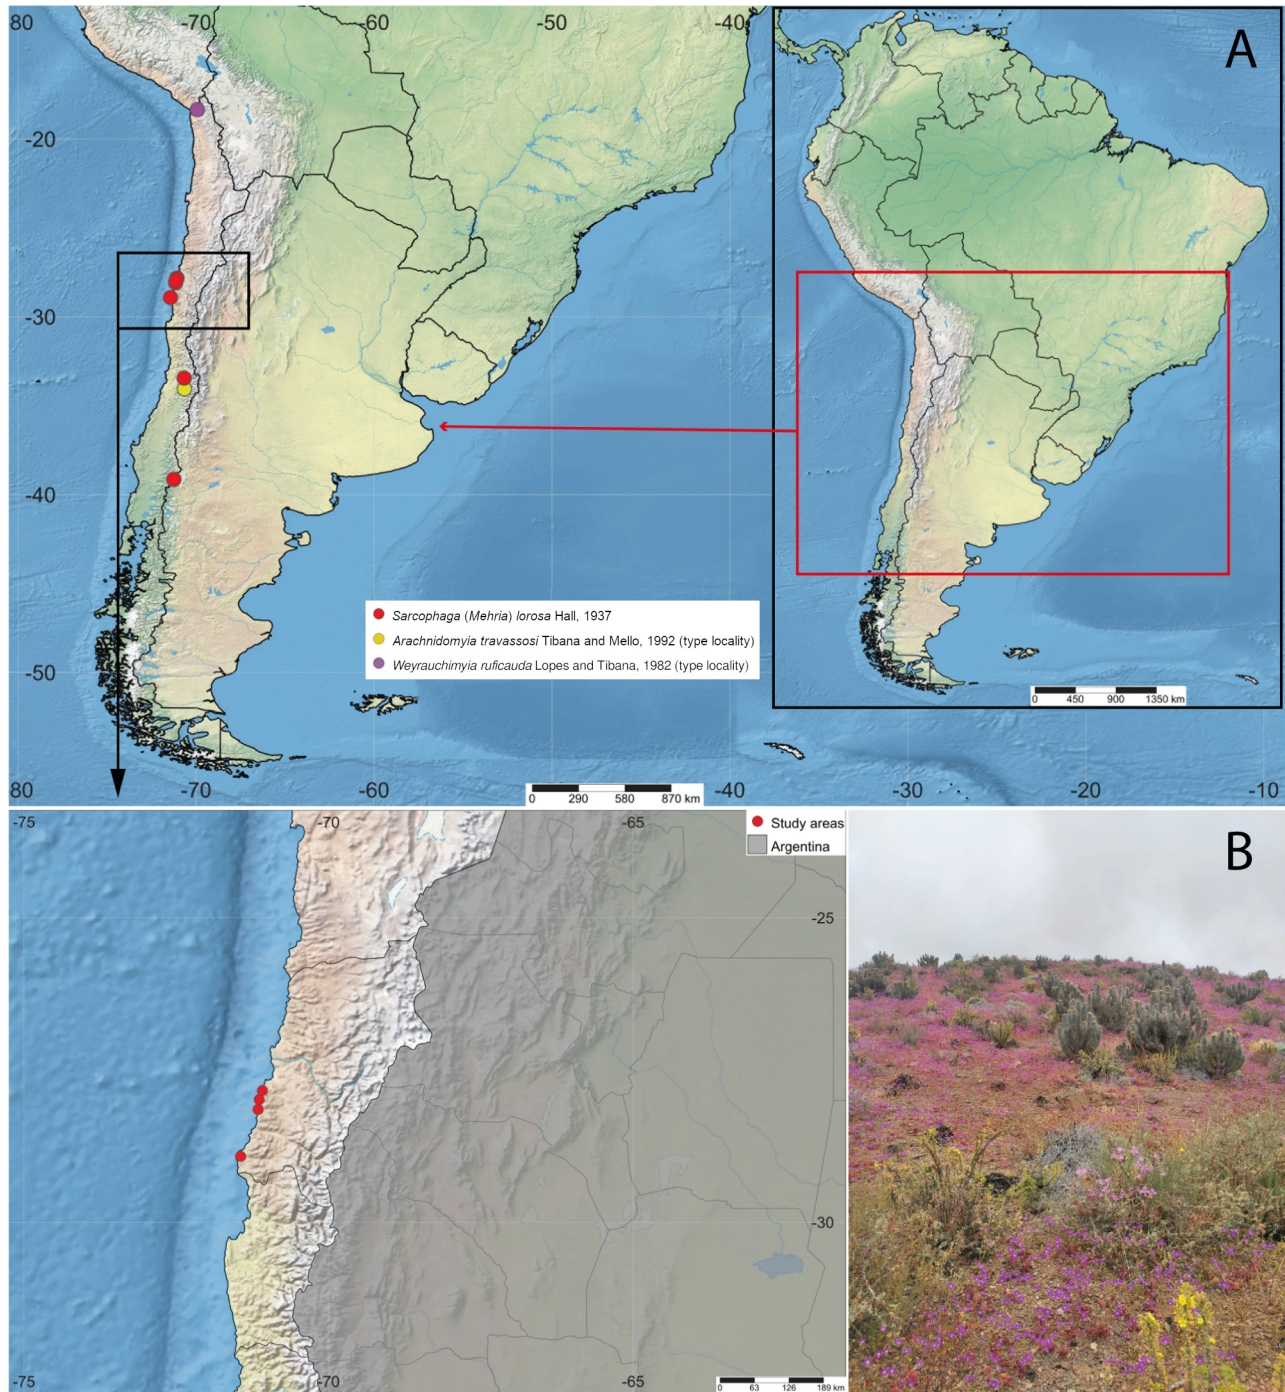 80
-70
-60
-50
-40
A
-20
-30
-40
-50
Sarcophaga (Mehria) lorosa Hall, 1937
Arachnidomyia travassosi Tibana and Mello, 1992 (type locality)
Weyrauchimyia ruficauda Lopes and Tibana, 1982 (type locality)
0 450 900 1350 km
80
-70
-60
0 290 580 870 km
-40
-30
-20
-10
-75
-70
-65
Study areas
Argentina
B
-25
-30
-75
-70
-65
0 63 126 189 km